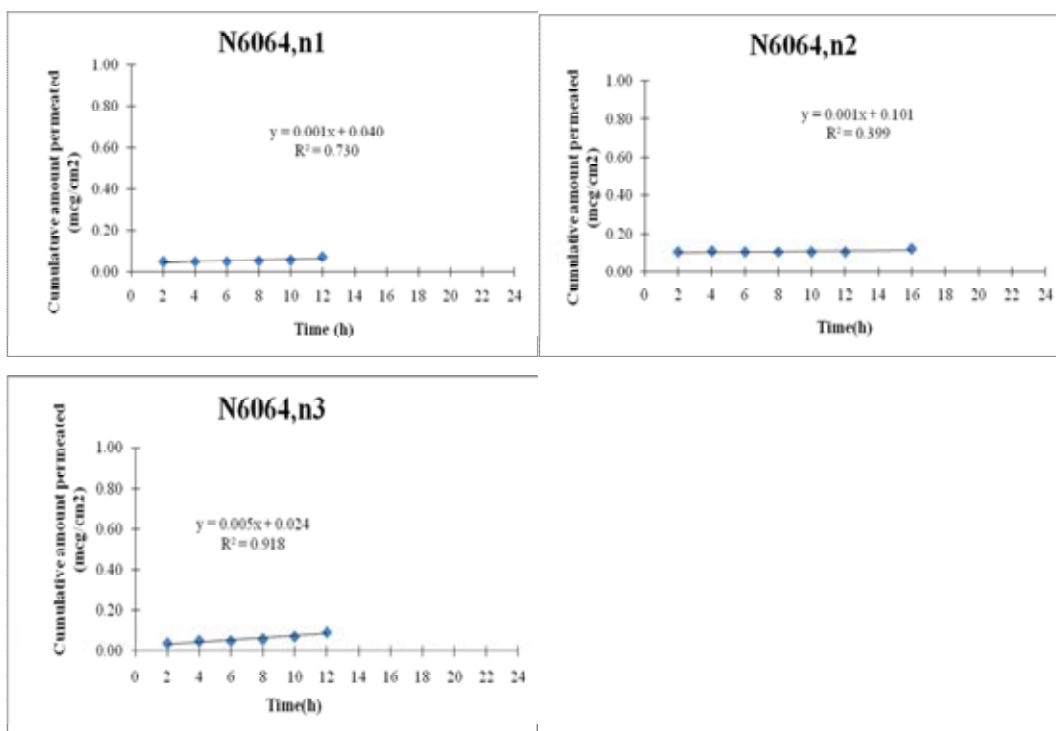 N6064,n1
Cumulative amount permeated
(mcg/cm2)
1.00
0.80
0.60
0.40
0.20
0.00
y = 0.001x + 0.040
R² = 0.730
0 2 4 6 8 10 12 14 16 18 20 22 24
Time (h)
N6064,n2
Cumulative amount permeated
(mcg/cm2)
1.00
0.80
0.60
0.40
0.20
0.00
y = 0.001x + 0.101
R² = 0.399
0 2 4 6 8 10 12 14 16 18 20 22 24
Time(h)
N6064,n3
Cumulative amount permeated
(mcg/cm2)
1.00
0.80
0.60
0.40
0.20
0.00
y = 0.005x + 0.024
R² = 0.918
0 2 4 6 8 10 12 14 16 18 20 22 24
Time(h)